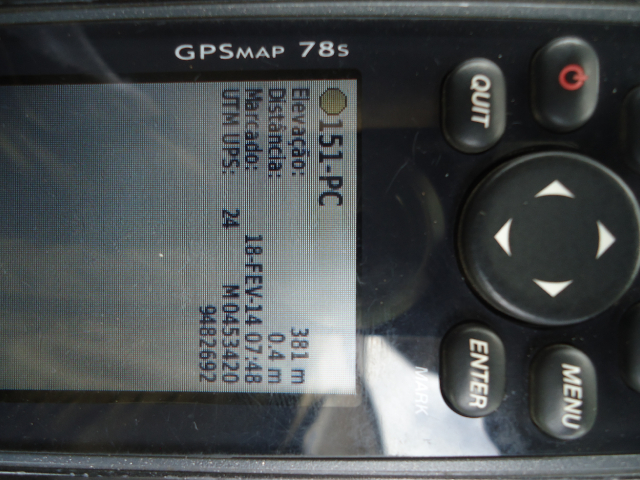 GPSMAP 78S
151-PC
Elevação: 381 m
Distância: 0.4 m
Marcado: 18-FEV-14 07:48
UTM UPS: 24 M 0453420
9482692
QUIT
ENTER
MARK
MENU